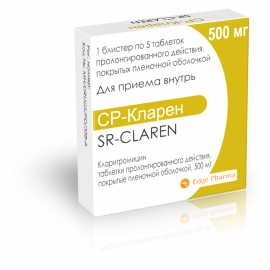 500 мг
1 блистер по 5 таблеток
пролонгированного действия,
покрытых пленочной оболочкой
Для приема внутрь
СР-Кларен
SR-CLAREN
Кларитромицин
таблетки пролонгированного действия,
покрытые пленочной оболочкой, 500 мг
Edge Pharma